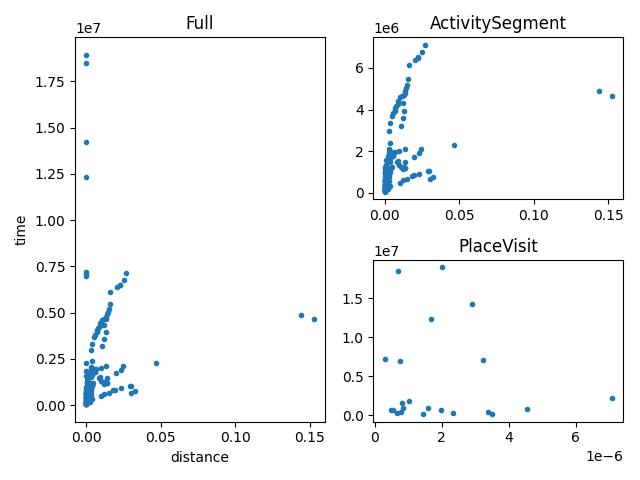 Full
1e7
1.75
1.50
1.25
1.00
0.75
0.50
0.25
0.00
time
0.00 0.05 0.10 0.15
distance
ActivitySegment
1e6
6
4
2
0
0.00 0.05 0.10 0.15
PlaceVisit
1e7
1.5
1.0
0.5
0.0
0 2 4 6
1e−6